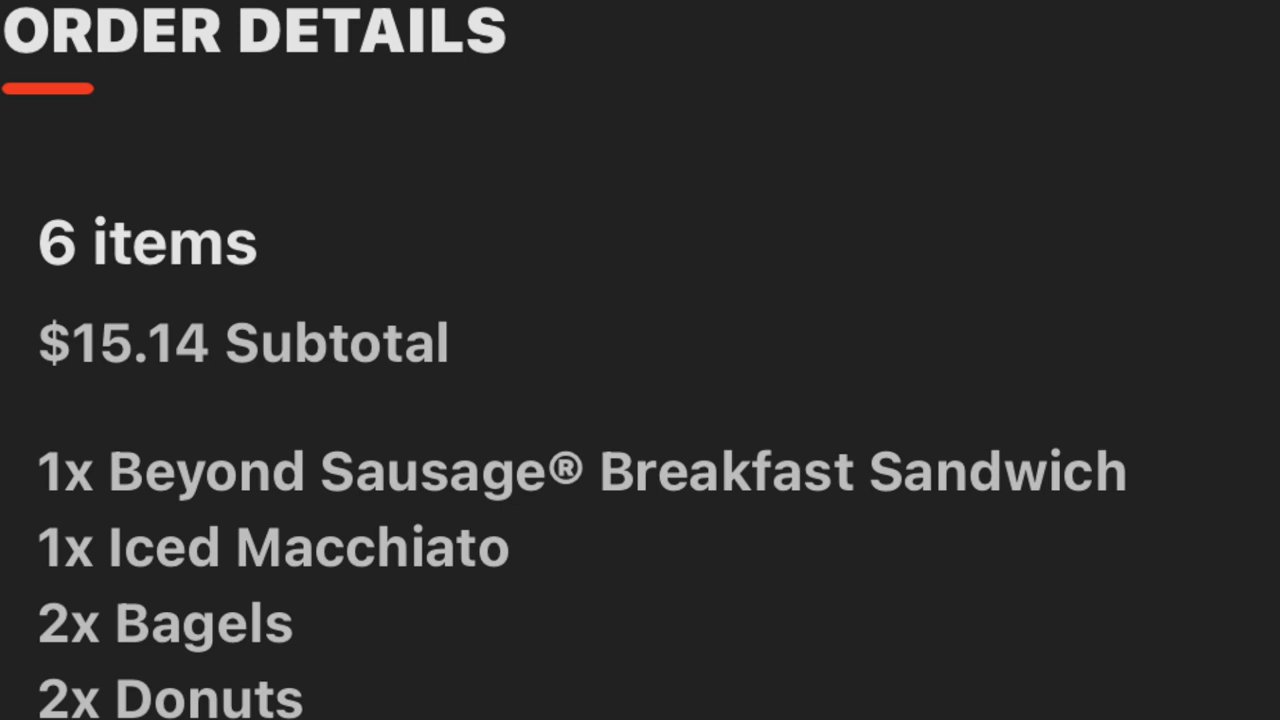 ORDER DETAILS
6 items
$15.14 Subtotal
1x Beyond Sausage® Breakfast Sandwich
1x Iced Macchiato
2x Bagels
2x Donuts